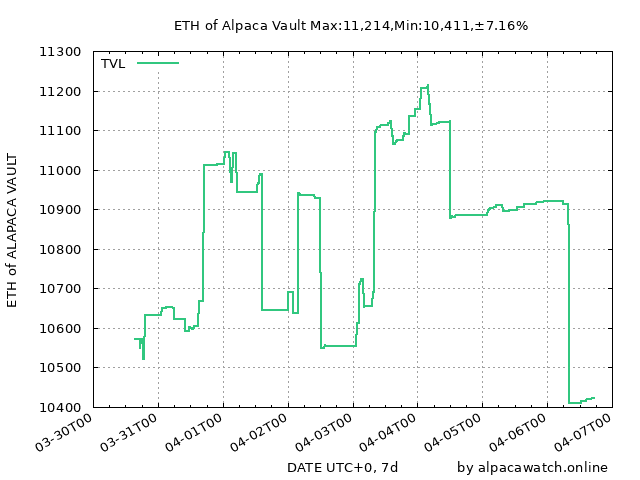 ETH of Alpaca Vault Max:11,214,Min:10,411,±7.16%
TVL
ETH of ALAPACA VAULT
11300
11200
11100
11000
10900
10800
10700
10600
10500
10400
03-30T00
03-31T00
04-01T00
04-02T00
04-03T00
04-04T00
04-05T00
04-06T00
04-07T00
DATE UTC+0, 7d
by alpacawatch.online